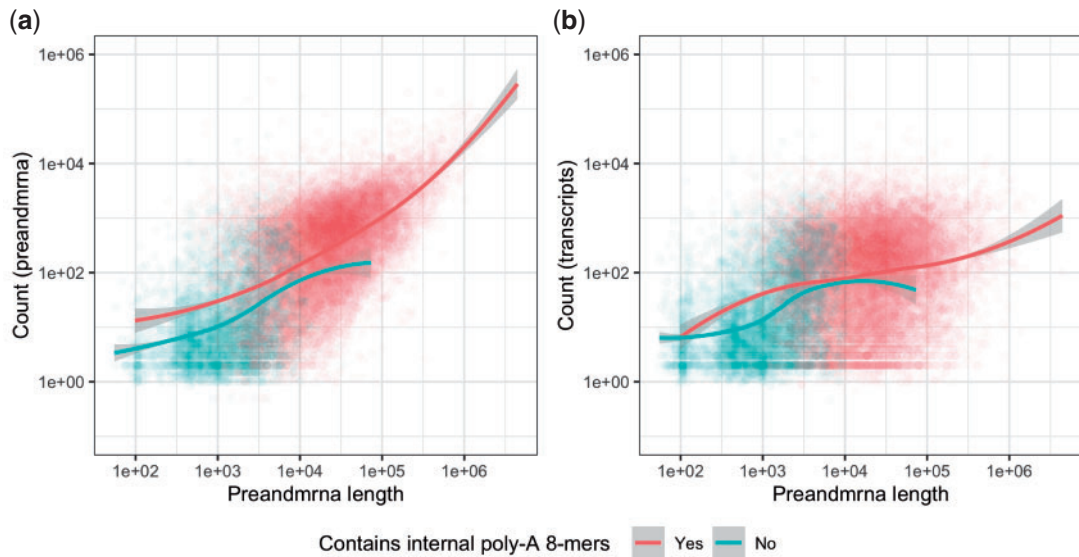 (a)
1e+06
1e+04
1e+02
1e+00
Count (preandmrna)
1e+02 1e+03 1e+04 1e+05 1e+06
Preandmrna length
(b)
1e+06
1e+04
1e+02
1e+00
Count (transcripts)
1e+02 1e+03 1e+04 1e+05 1e+06
Preandmrna length
Contains internal poly-A 8-mers Yes No